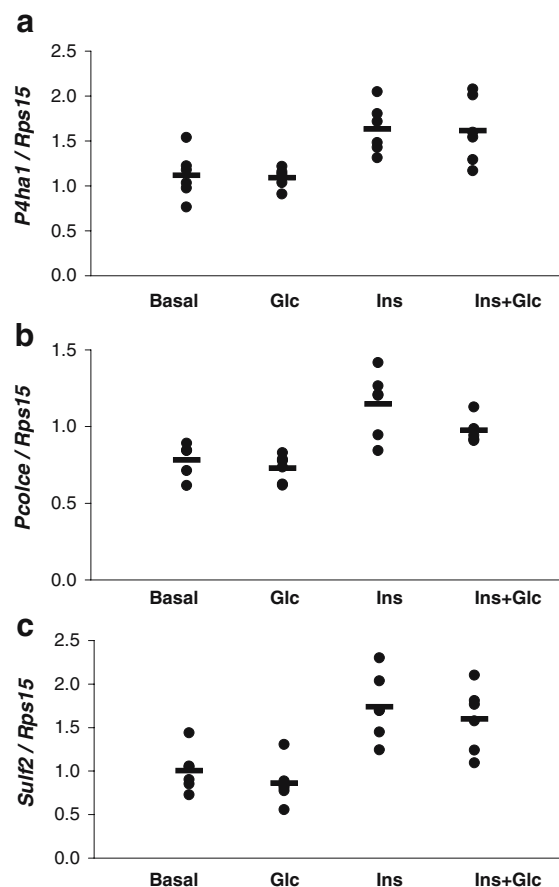 a
P4ha1 / Rps15
2.5
2.0
1.5
1.0
0.5
0.0
Basal Glc Ins Ins+Glc
b
Pcolce / Rps15
1.5
1.0
0.5
0.0
Basal Glc Ins Ins+Glc
c
Sulf2 / Rps15
2.5
2.0
1.5
1.0
0.5
0.0
Basal Glc Ins Ins+Glc